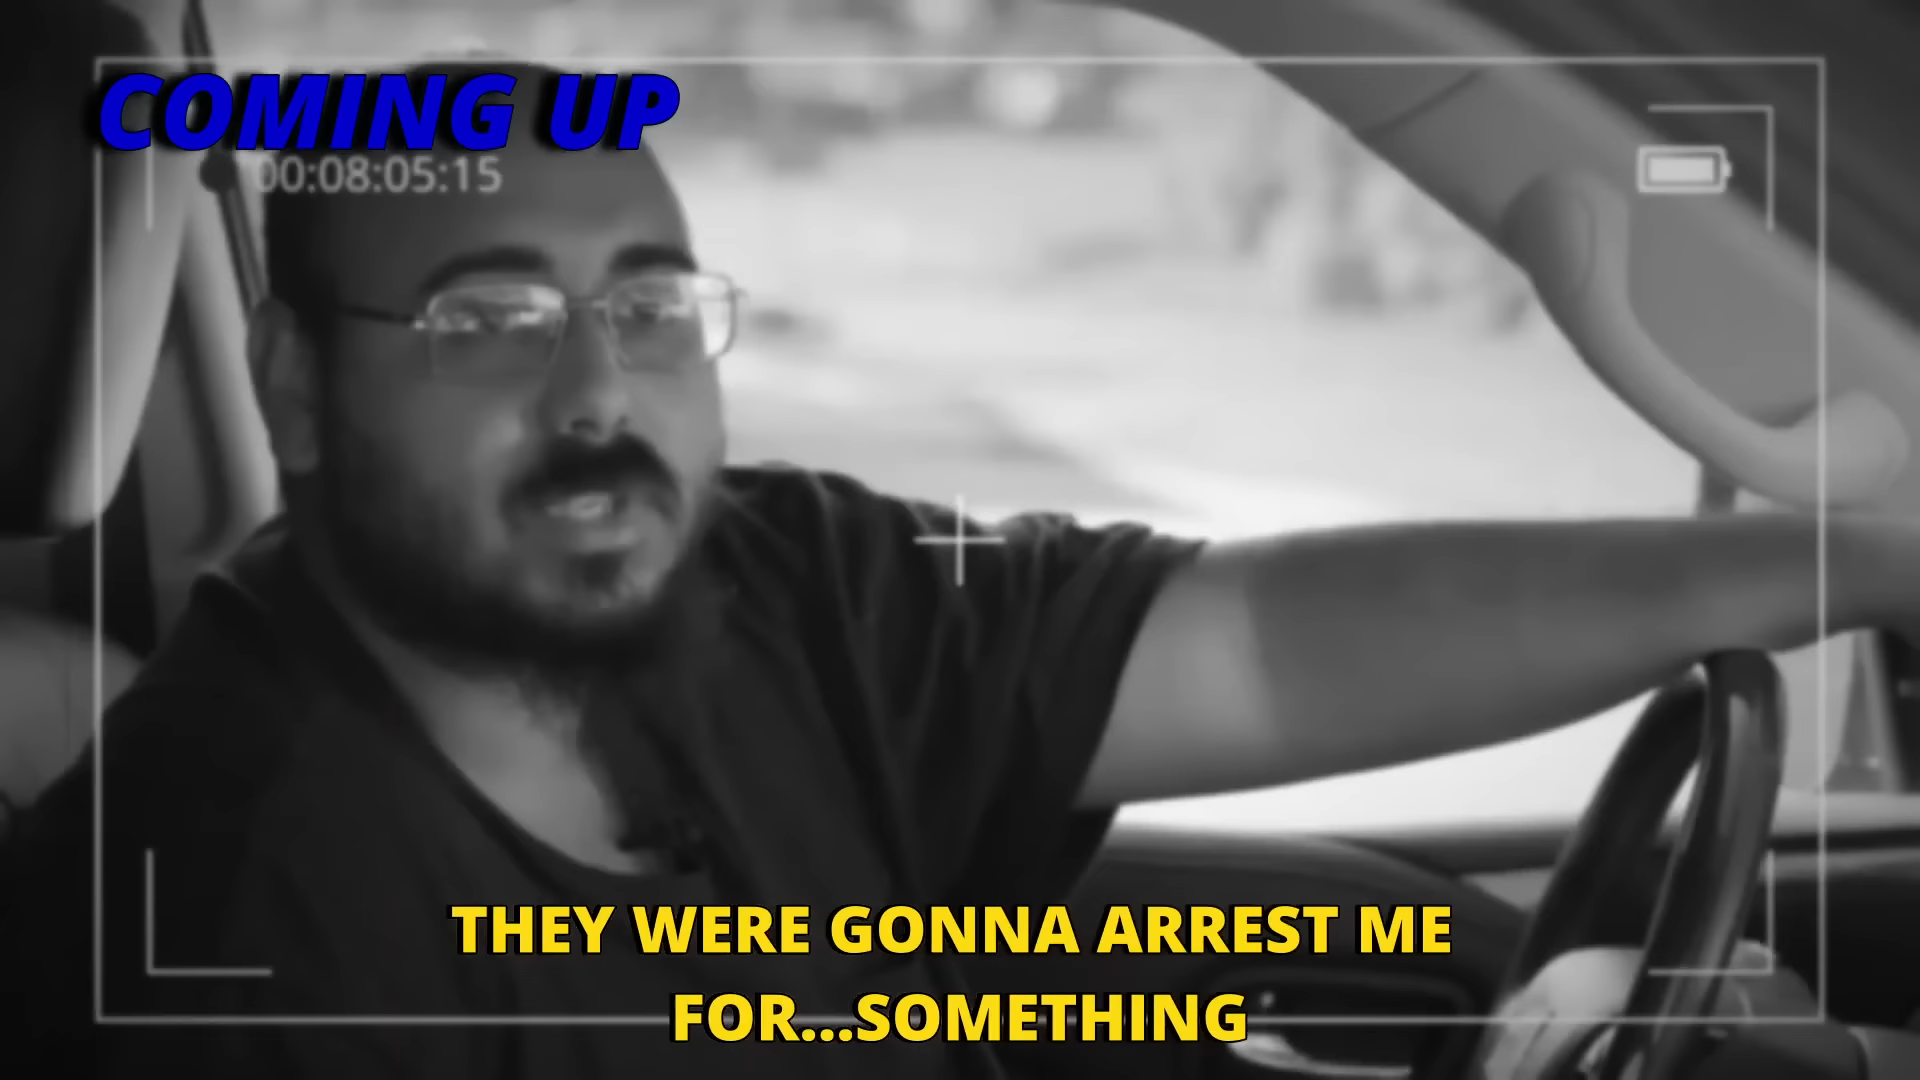 COMING UP
00:08:05:15
THEY WERE GONNA ARREST ME
FOR...SOMETHING